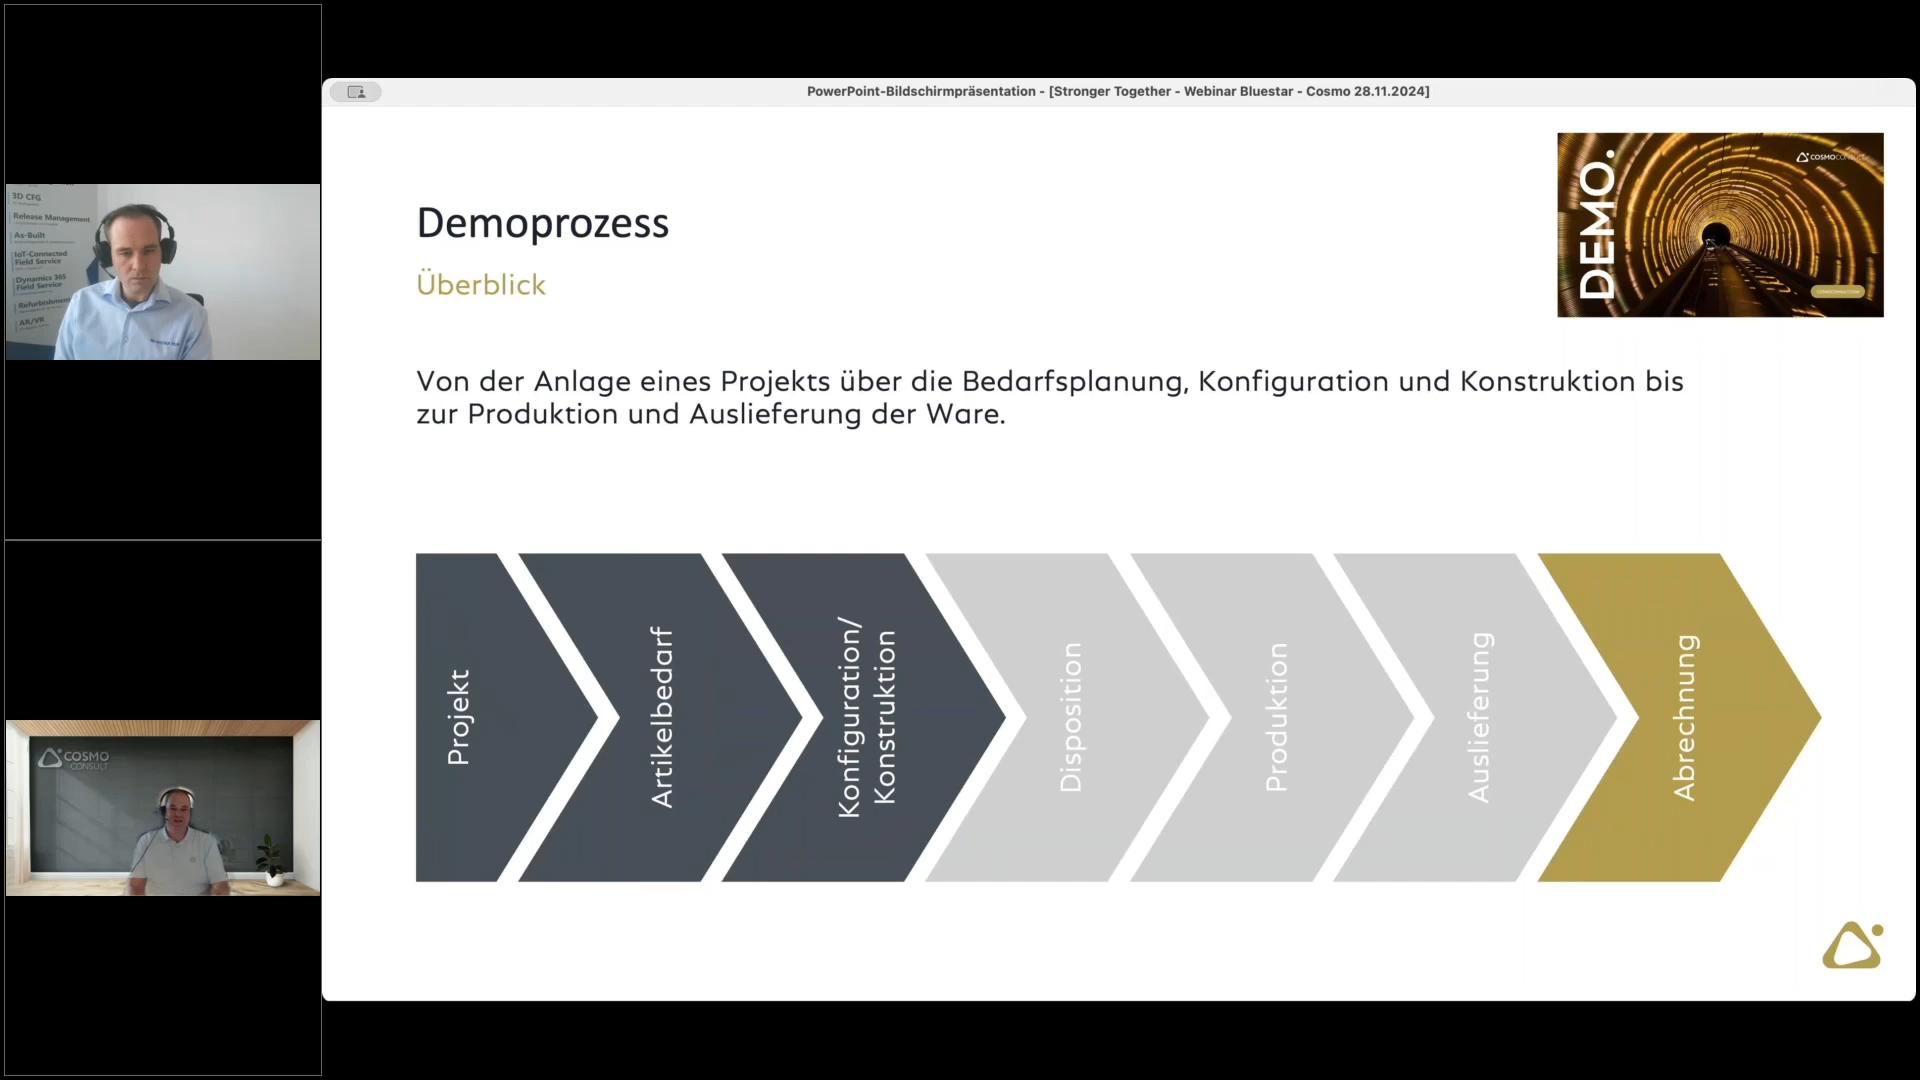 PowerPoint-Bildschirmpräsentation - [Stronger Together - Webinar Bluestar - Cosmo 28.11.2024]
3D CFG
Release Management
As-Built
IoT-Connected
Field Service
Dynamics 365
Field Service
Refurbishment
AR/VR
DEMO.
COSMO CONSULT
Demoprozess
Überblick
Von der Anlage eines Projekts über die Bedarfsplanung, Konfiguration und Konstruktion bis
zur Produktion und Auslieferung der Ware.
Projekt
Artikelbedarf
Konfiguration/
Konstruktion
Disposition
Produktion
Auslieferung
Abrechnung
COSMO
CONSULT